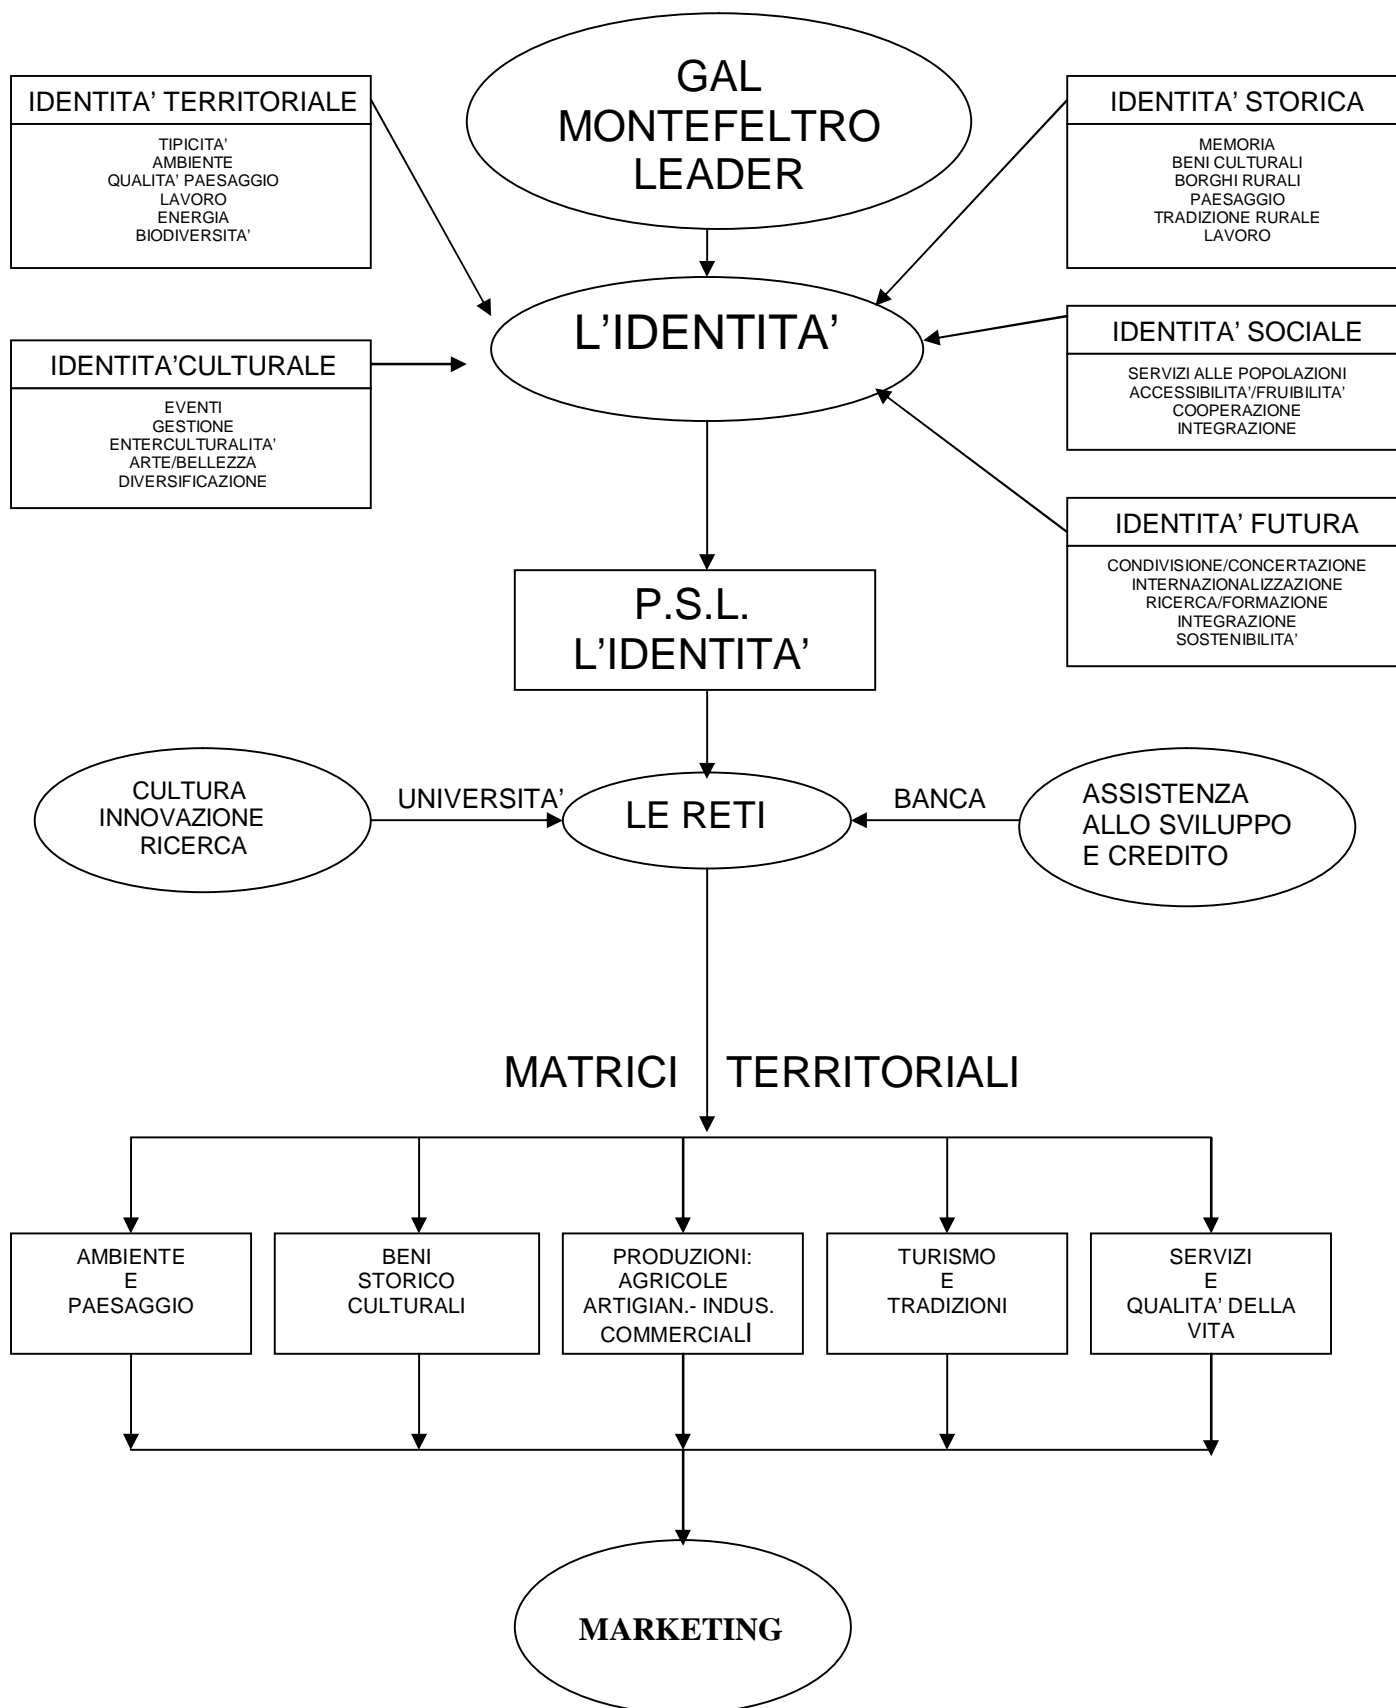 GAL
MONTEFELTRO
LEADER
IDENTITA' TERRITORIALE
TIPICITA'
AMBIENTE
QUALITA' PAESAGGIO
LAVORO
ENERGIA
BIODIVERSITA'
IDENTITA' STORICA
MEMORIA
BENI CULTURALI
BORGHI RURALI
PAESAGGIO
TRADIZIONE RURALE
LAVORO
L'IDENTITA'
IDENTITA'CULTURALE
EVENTI
GESTIONE
ENTERCULTURALITA'
ARTE/BELLEZZA
DIVERSIFICAZIONE
IDENTITA' SOCIALE
SERVIZI ALLE POPOLAZIONI
ACCESSIBILITA'/FRUIBILITA'
COOPERAZIONE
INTEGRAZIONE
IDENTITA' FUTURA
CONDIVISIONE/CONCERTAZIONE
INTERNAZIONALIZZAZIONE
RICERCA/FORMAZIONE
INTEGRAZIONE
SOSTENIBILITA'
P.S.L.
L'IDENTITA'
CULTURA
INNOVAZIONE
RICERCA
UNIVERSITA'
LE RETI
BANCA
ASSISTENZA
ALLO SVILUPPO
E CREDITO
MATRICI TERRITORIALI
AMBIENTE
E
PAESAGGIO
BENI
STORICO
CULTURALI
PRODUZIONI:
AGRICOLE
ARTIGIAN.- INDUS.
COMMERCIALI
TURISMO
E
TRADIZIONI
SERVIZI
E
QUALITA' DELLA
VITA
MARKETING